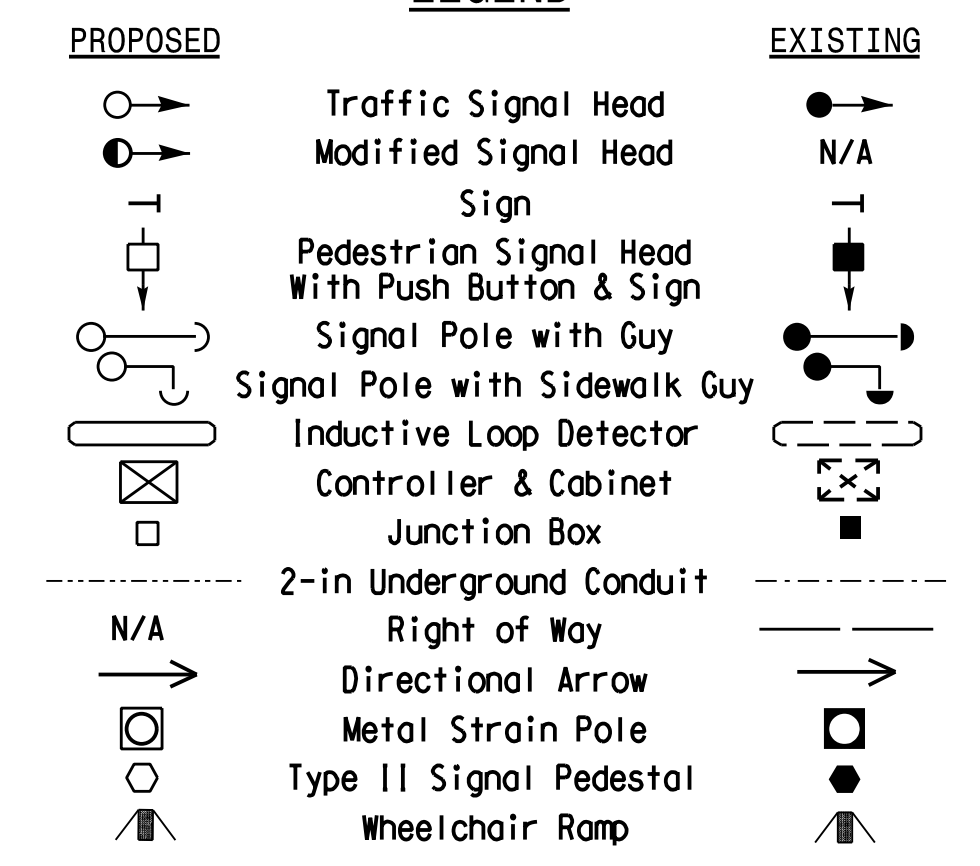 LEGEND
PROPOSED EXISTING
Traffic Signal Head
Modified Signal Head N/A
Sign
Pedestrian Signal Head
With Push Button & Sign
Signal Pole with Guy
Signal Pole with Sidewalk Guy
Inductive Loop Detector
Controller & Cabinet
Junction Box
2-in Underground Conduit
N/A Right of Way
Directional Arrow
Metal Strain Pole
Type II Signal Pedestal
Wheelchair Ramp